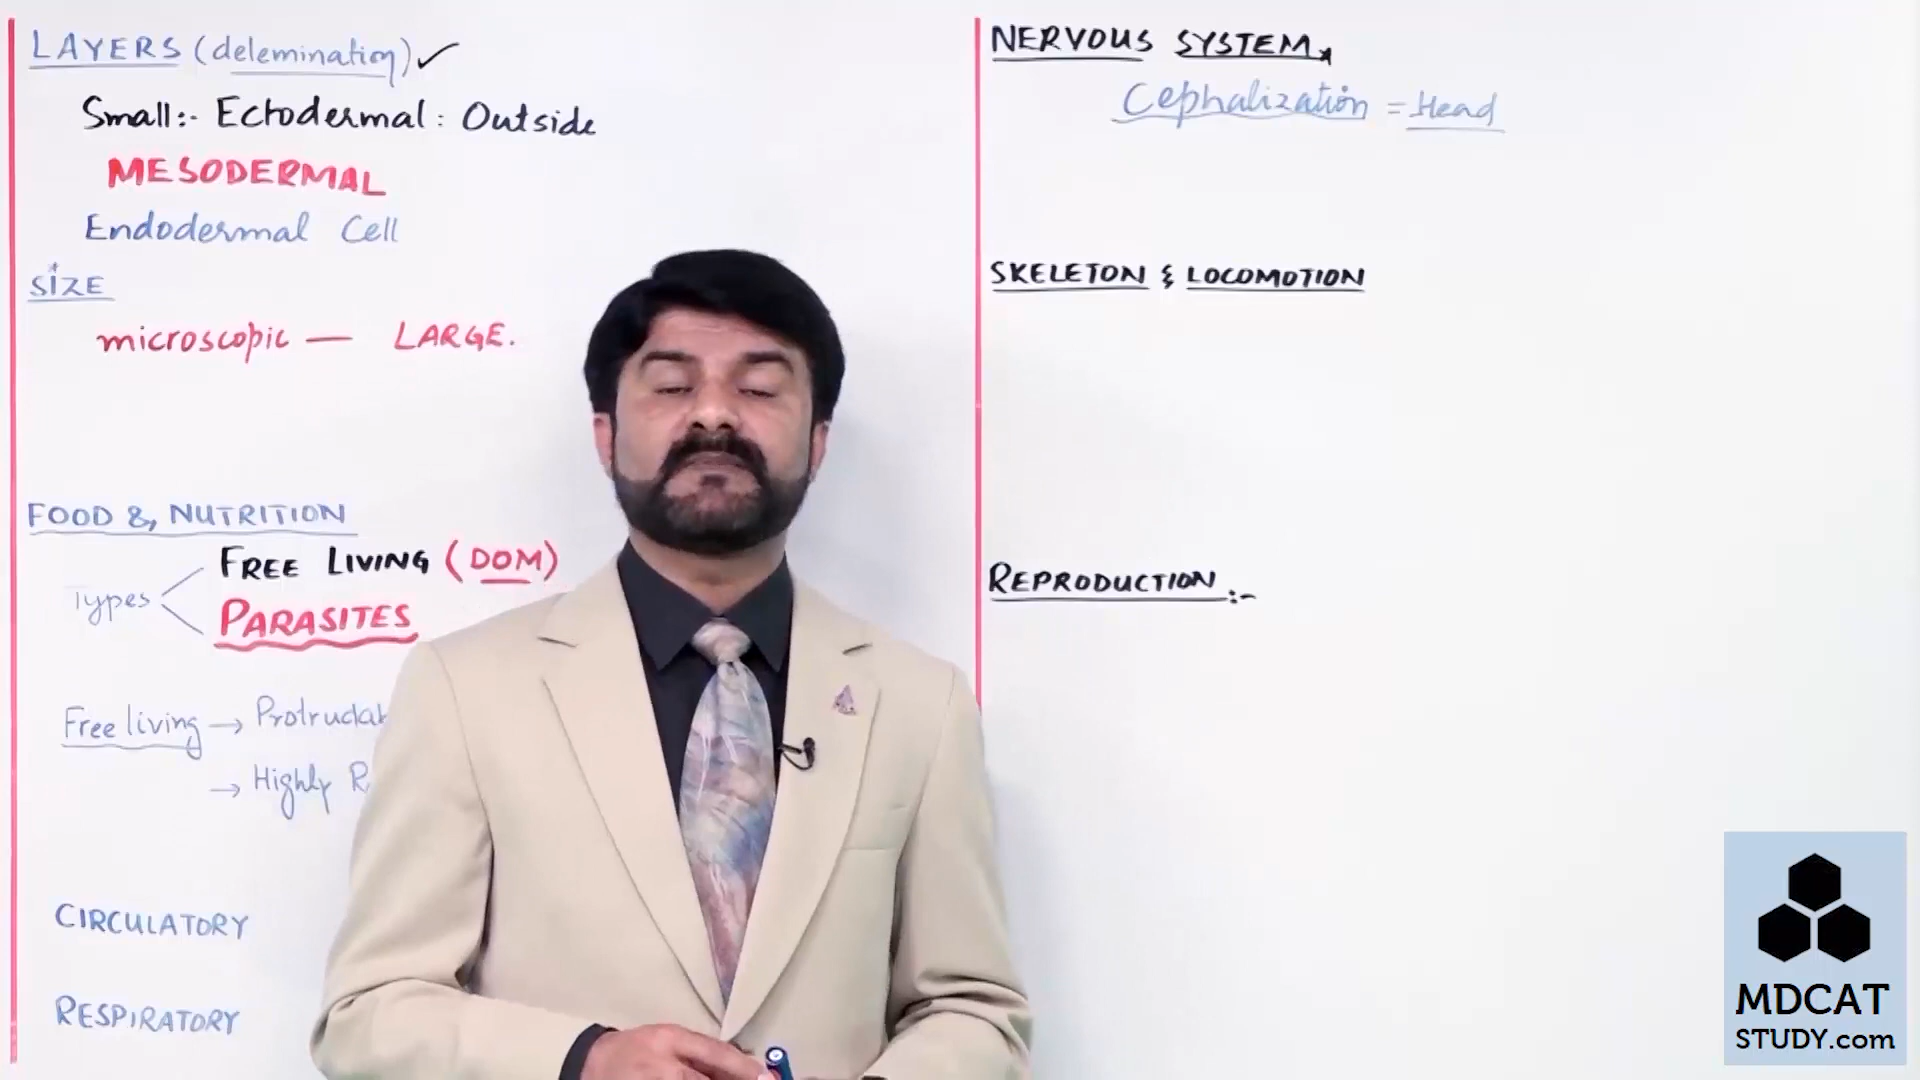 LAYERS (delemination) ✓
Small:- Ectodermal: Outside
MESODERMAL
Endodermal Cell
SIZE
microscopic — LARGE.
FOOD &, NUTRITION
Types
FREE LIVING (DOM)
PARASITES
Free living → Protrudab
→ Highly R
CIRCULATORY
RESPIRATORY
NERVOUS SYSTEM
Cephalization = Head
SKELETON & LOCOMOTION
REPRODUCTION:-
MDCAT
STUDY.com